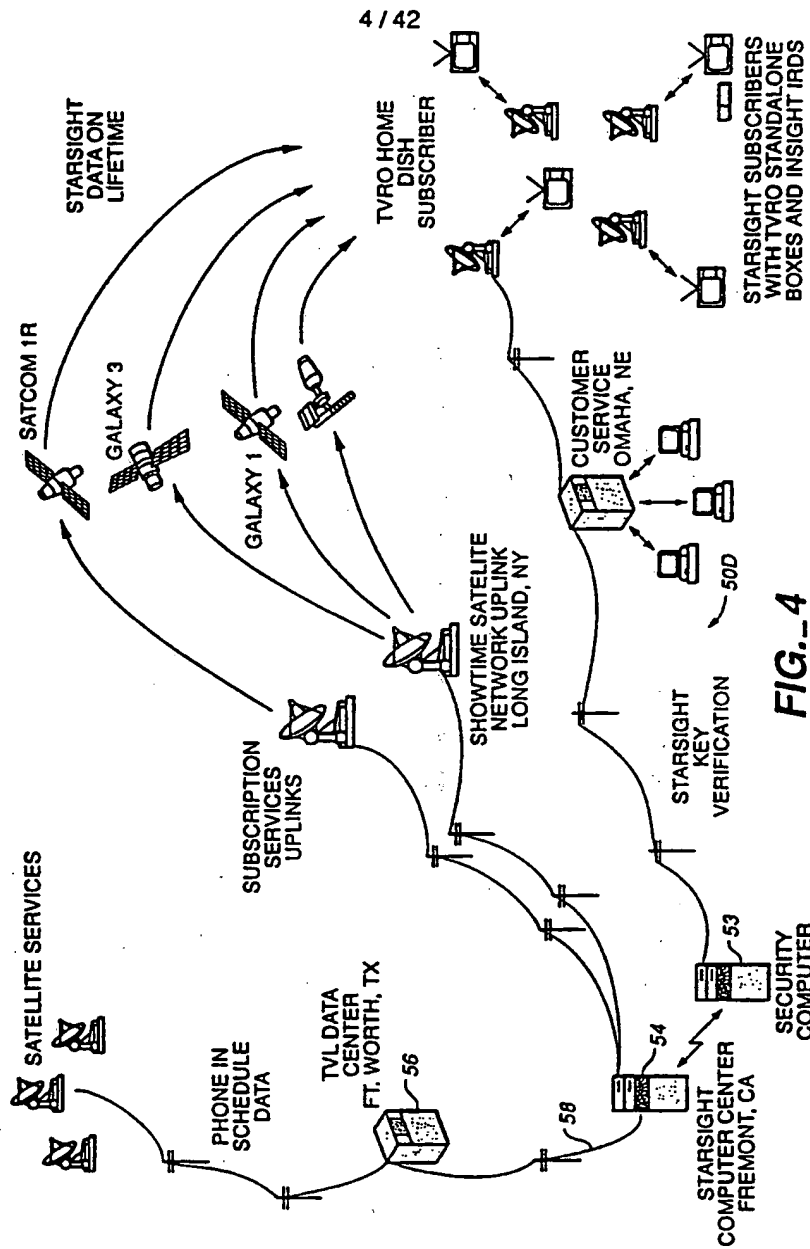 4 / 42
SATELLITE SERVICES
PHONE IN
SCHEDULE
DATA
TVL DATA
CENTER
FT. WORTH, TX
56
58
54
STARSIGHT
COMPUTER CENTER
FREMONT, CA
53
SECURITY
COMPUTER
SUBSCRIPTION
SERVICES
UPLINKS
SHOWTIME SATELITE
NETWORK UPLINK
LONG ISLAND, NY
SATCOM 1R
GALAXY 3
GALAXY 1
STARSIGHT
DATA ON
LIFETIME
TVRO HOME
DISH
SUBSCRIBER
STARSIGHT
KEY
VERIFICATION
CUSTOMER
SERVICE
OMAHA, NE
50D
STARSIGHT SUBSCRIBERS
WITH TVRO STANDALONE
BOXES AND INSIGHT IRDS
FIG._4